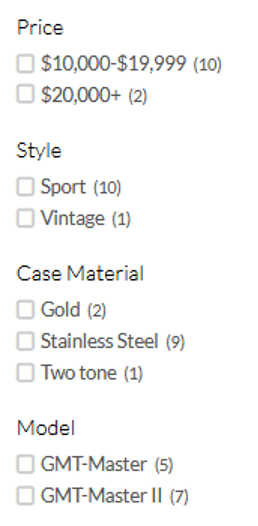 Price
$10,000-$19,999 (10)
$20,000+ (2)
Style
Sport (10)
Vintage (1)
Case Material
Gold (2)
Stainless Steel (9)
Two tone (1)
Model
GMT-Master (5)
GMT-Master II (7)